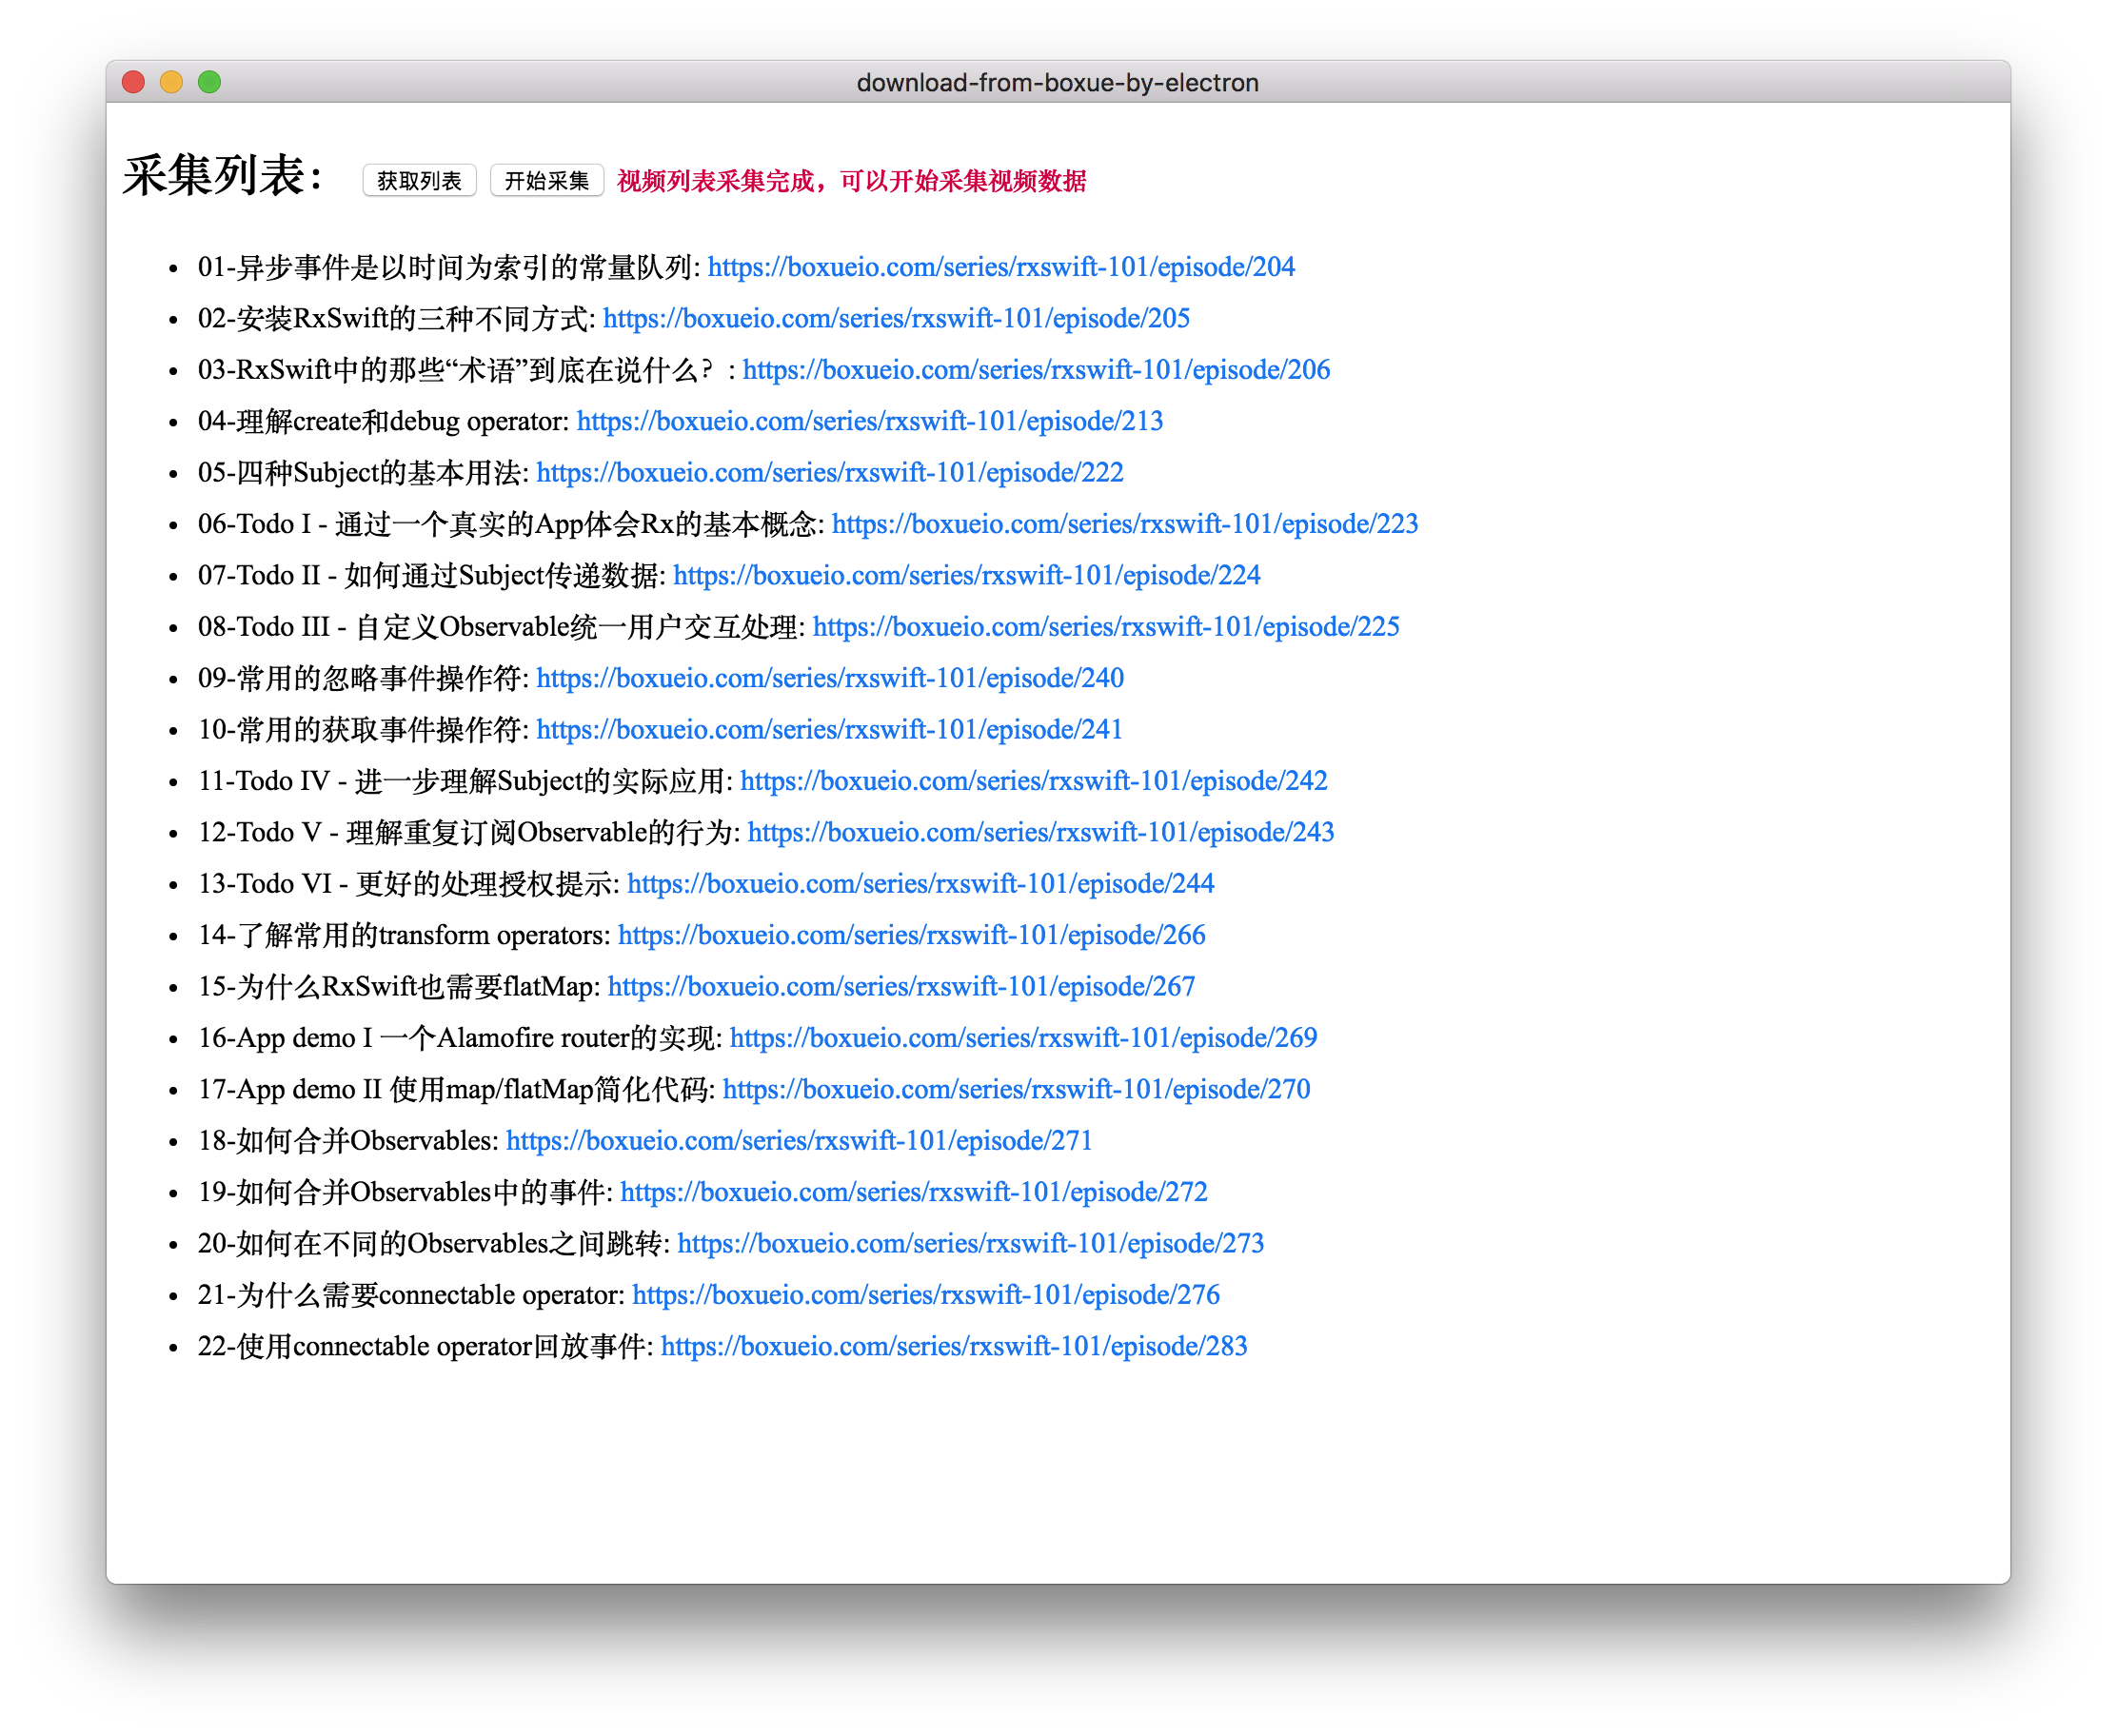 download-from-boxue-by-electron
采集列表： 获取列表 开始采集 视频列表采集完成，可以开始采集视频数据
01-异步事件是以时间为索引的常量队列: https://boxueio.com/series/rxswift-101/episode/204
02-安装RxSwift的三种不同方式: https://boxueio.com/series/rxswift-101/episode/205
03-RxSwift中的那些“术语”到底在说什么？: https://boxueio.com/series/rxswift-101/episode/206
04-理解create和debug operator: https://boxueio.com/series/rxswift-101/episode/213
05-四种Subject的基本用法: https://boxueio.com/series/rxswift-101/episode/222
06-Todo I - 通过一个真实的App体会Rx的基本概念: https://boxueio.com/series/rxswift-101/episode/223
07-Todo II - 如何通过Subject传递数据: https://boxueio.com/series/rxswift-101/episode/224
08-Todo III - 自定义Observable统一用户交互处理: https://boxueio.com/series/rxswift-101/episode/225
09-常用的忽略事件操作符: https://boxueio.com/series/rxswift-101/episode/240
10-常用的获取事件操作符: https://boxueio.com/series/rxswift-101/episode/241
11-Todo IV - 进一步理解Subject的实际应用: https://boxueio.com/series/rxswift-101/episode/242
12-Todo V - 理解重复订阅Observable的行为: https://boxueio.com/series/rxswift-101/episode/243
13-Todo VI - 更好的处理授权提示: https://boxueio.com/series/rxswift-101/episode/244
14-了解常用的transform operators: https://boxueio.com/series/rxswift-101/episode/266
15-为什么RxSwift也需要flatMap: https://boxueio.com/series/rxswift-101/episode/267
16-App demo I 一个Alamofire router的实现: https://boxueio.com/series/rxswift-101/episode/269
17-App demo II 使用map/flatMap简化代码: https://boxueio.com/series/rxswift-101/episode/270
18-如何合并Observables: https://boxueio.com/series/rxswift-101/episode/271
19-如何合并Observables中的事件: https://boxueio.com/series/rxswift-101/episode/272
20-如何在不同的Observables之间跳转: https://boxueio.com/series/rxswift-101/episode/273
21-为什么需要connectable operator: https://boxueio.com/series/rxswift-101/episode/276
22-使用connectable operator回放事件: https://boxueio.com/series/rxswift-101/episode/283